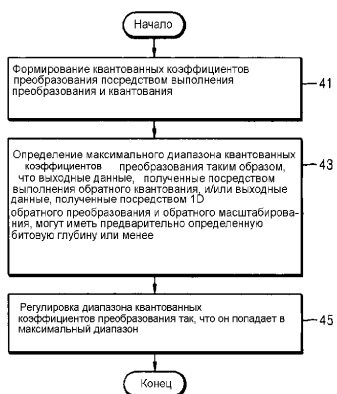 Начало
Формирование квантованных коэффициентов
преобразования посредством выполнения
преобразования и квантования
41
Определение максимального диапазона квантованных
коэффициентов преобразования таким образом,
что выходные данные, полученные посредством
выполнения обратного квантования, и/или выходные
данные, полученные посредством 1D
обратного преобразования и обратного масштабирова-
ния, могут иметь предварительно определенную
битовую глубину или менее
43
Регулировка диапазона квантованных
коэффициентов преобразования так, что он попадает в
максимальный диапазон
45
Конец